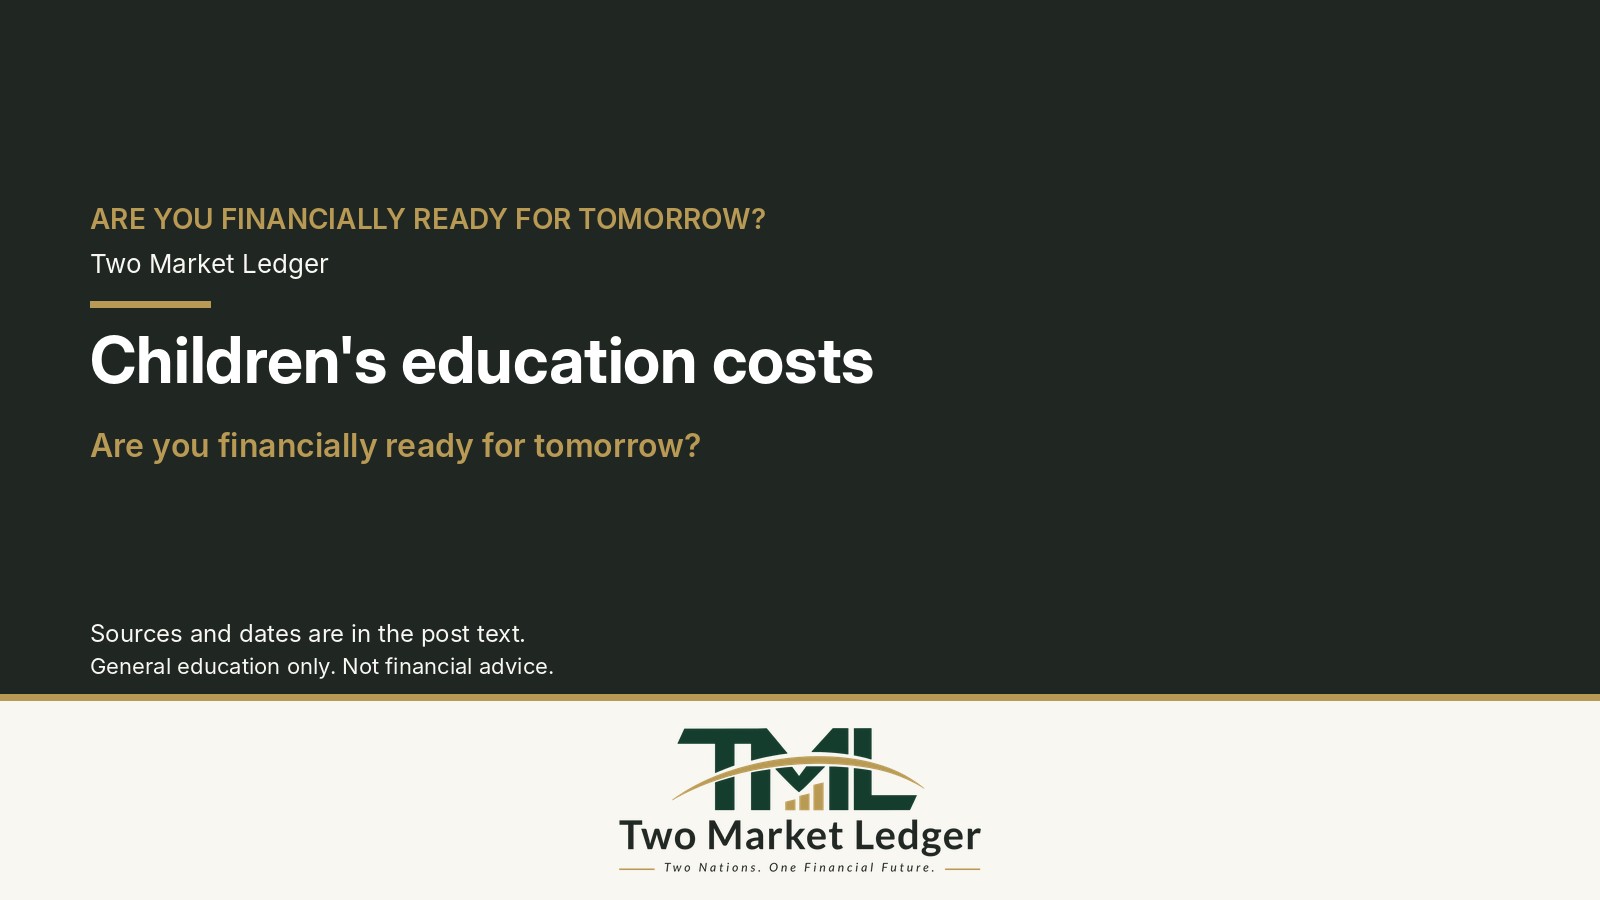 ARE YOU FINANCIALLY READY FOR TOMORROW?
Two Market Ledger
Children's education costs
Are you financially ready for tomorrow?
Sources and dates are in the post text.
General education only. Not financial advice.
TML
Two Market Ledger
Two Nations. One Financial Future.